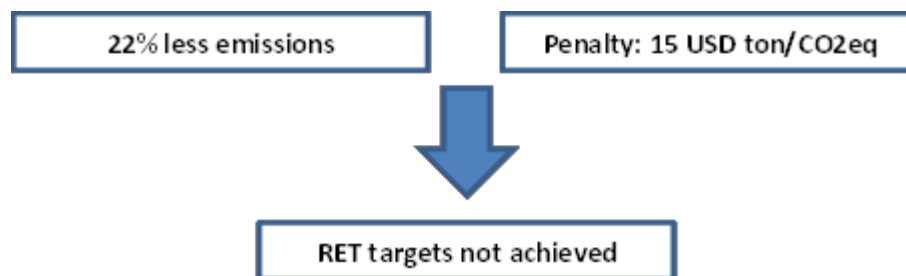 22% less emissions
Penalty: 15 USD ton/CO2eq
RET targets not achieved